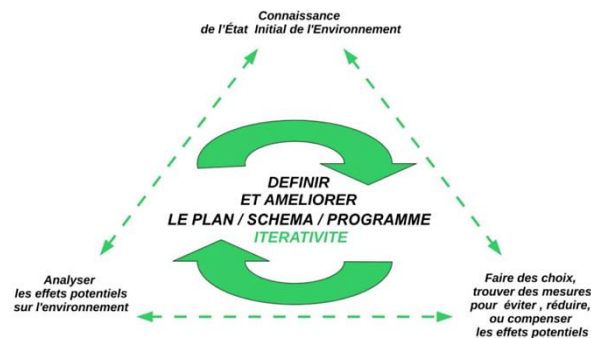 Connaissance
de l'État Initial de l'Environnement
DEFINIR
ET AMELIORER
LE PLAN / SCHEMA / PROGRAMME
ITERATIVITE
Analyser
les effets potentiels
sur l'environnement
Faire des choix,
trouver des mesures
pour éviter , réduire,
ou compenser
les effets potentiels